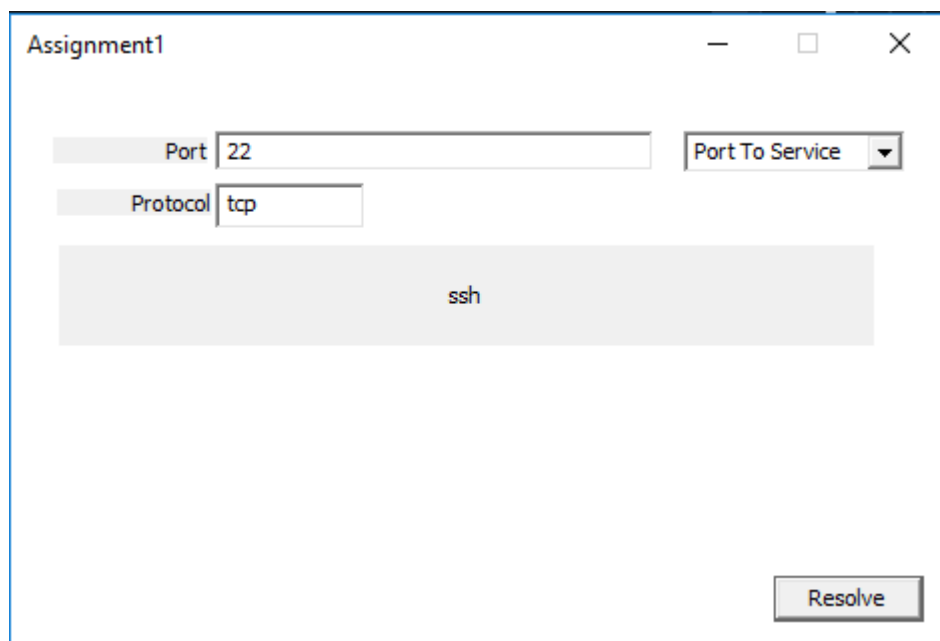 Assignment1
Port 22 Port To Service
Protocol tcp
ssh
Resolve